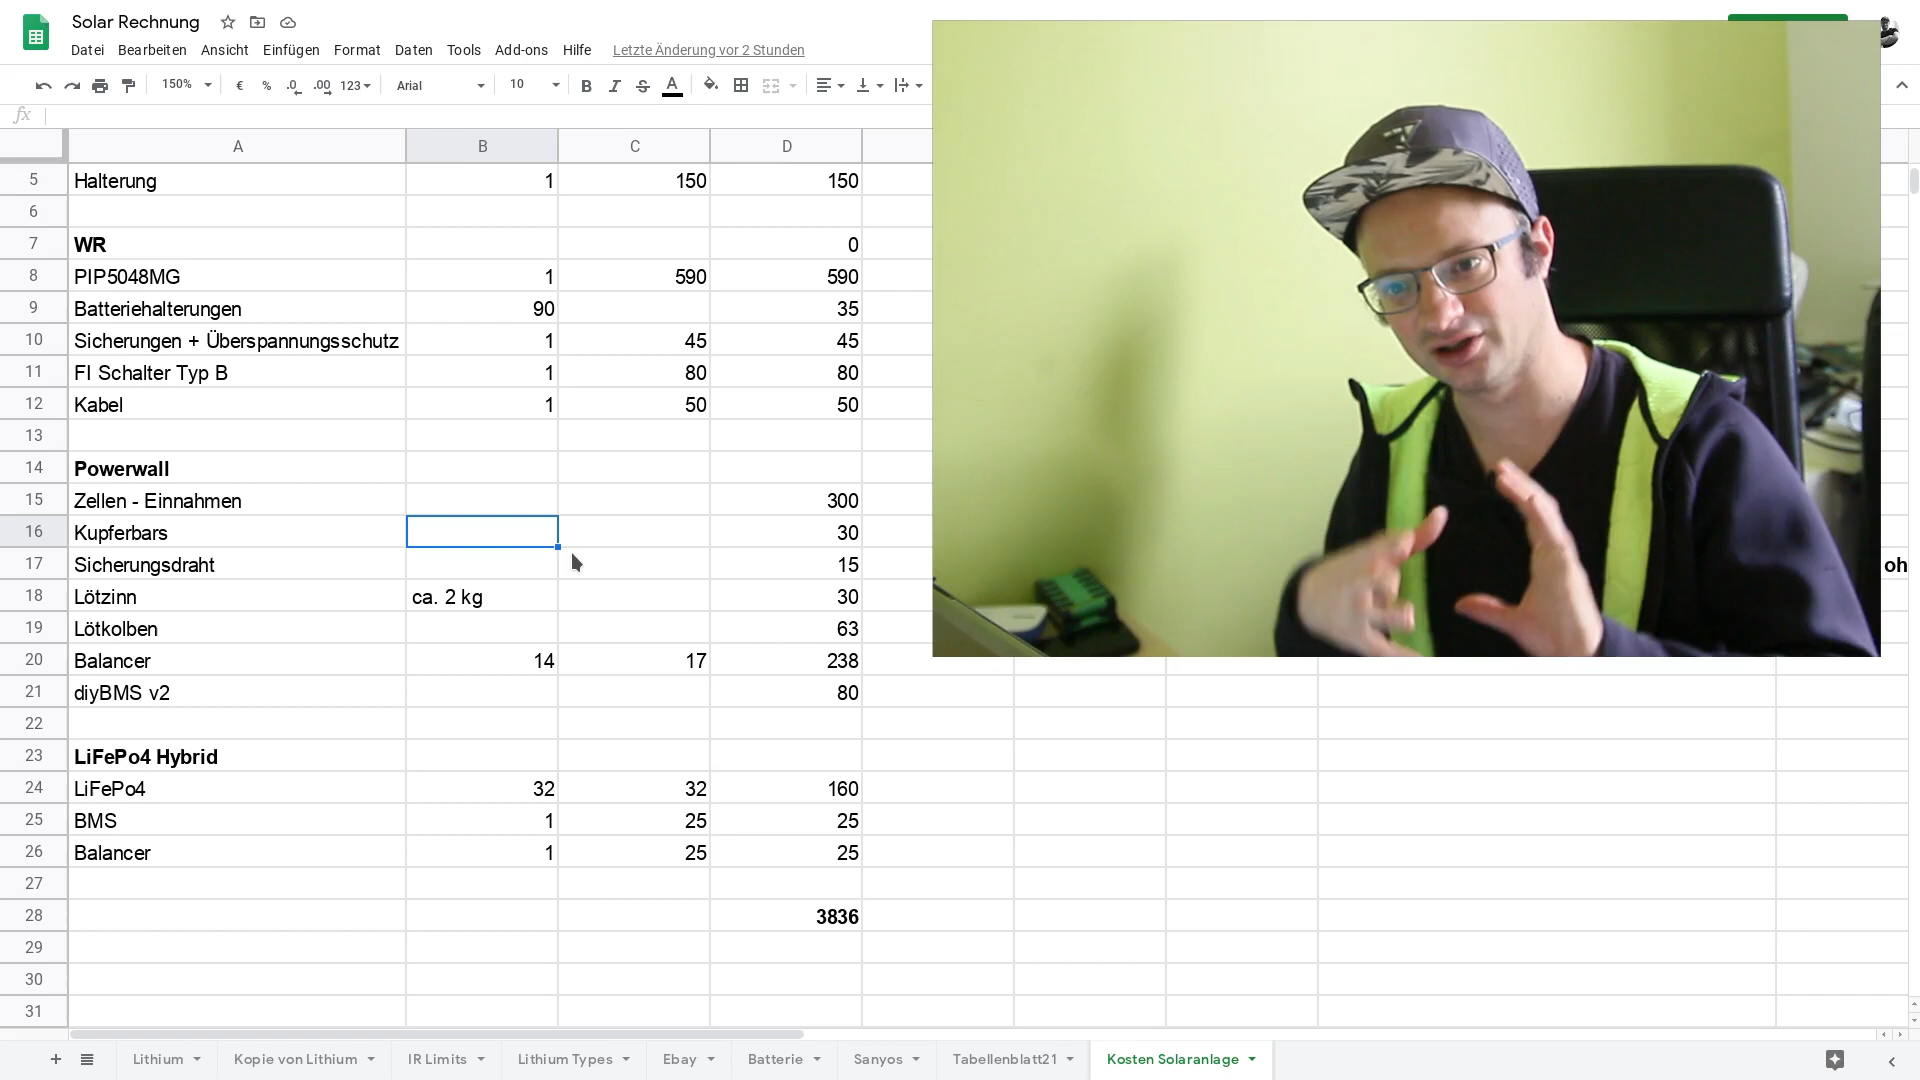 Solar Rechnung
Datei Bearbeiten Ansicht Einfügen Format Daten Tools Add-ons Hilfe Letzte Änderung vor 2 Stunden
150% € % .0 .00 123 Arial 10 B I S A
fx
A B C D
5 Halterung 1 150 150
6
7 WR 0
8 PIP5048MG 1 590 590
9 Batteriehalterungen 90 35
10 Sicherungen + Überspannungsschutz 1 45 45
11 FI Schalter Typ B 1 80 80
12 Kabel 1 50 50
13
14 Powerwall
15 Zellen - Einnahmen 300
16 Kupferbars 30
17 Sicherungsdraht 15 oh
18 Lötzinn ca. 2 kg 30
19 Lötkolben 63
20 Balancer 14 17 238
21 diyBMS v2 80
22
23 LiFePo4 Hybrid
24 LiFePo4 32 32 160
25 BMS 1 25 25
26 Balancer 1 25 25
27
28 3836
29
30
31
+ Lithium Kopie von Lithium IR Limits Lithium Types Ebay Batterie Sanyos Tabellenblatt21 Kosten Solaranlage